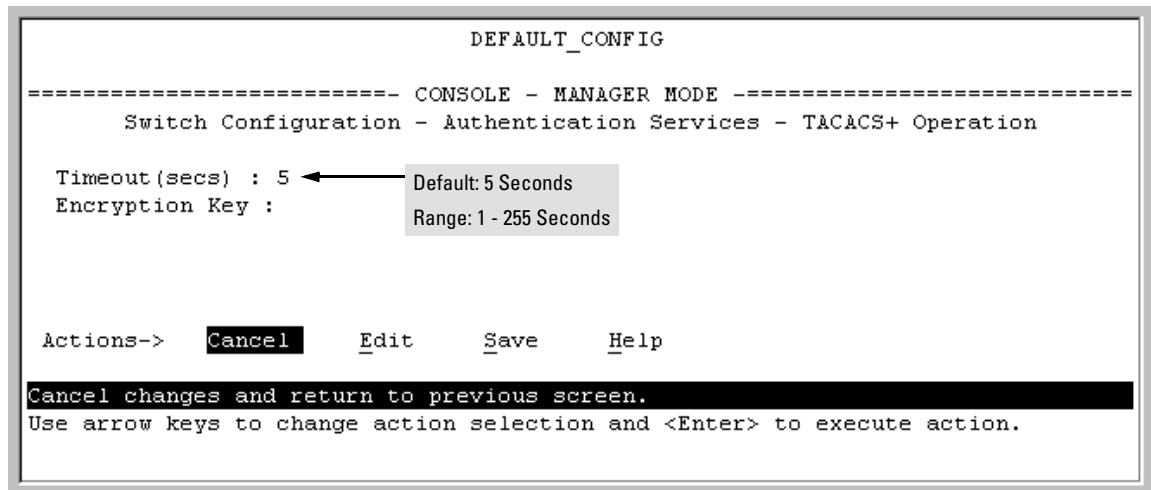 DEFAULT_CONFIG
===========================- CONSOLE - MANAGER MODE -============================
Switch Configuration - Authentication Services - TACACS+ Operation
Timeout(secs) : 5
Default: 5 Seconds
Encryption Key :
Range: 1 - 255 Seconds
Actions-> Cancel Edit Save Help
Cancel changes and return to previous screen.
Use arrow keys to change action selection and <Enter> to execute action.